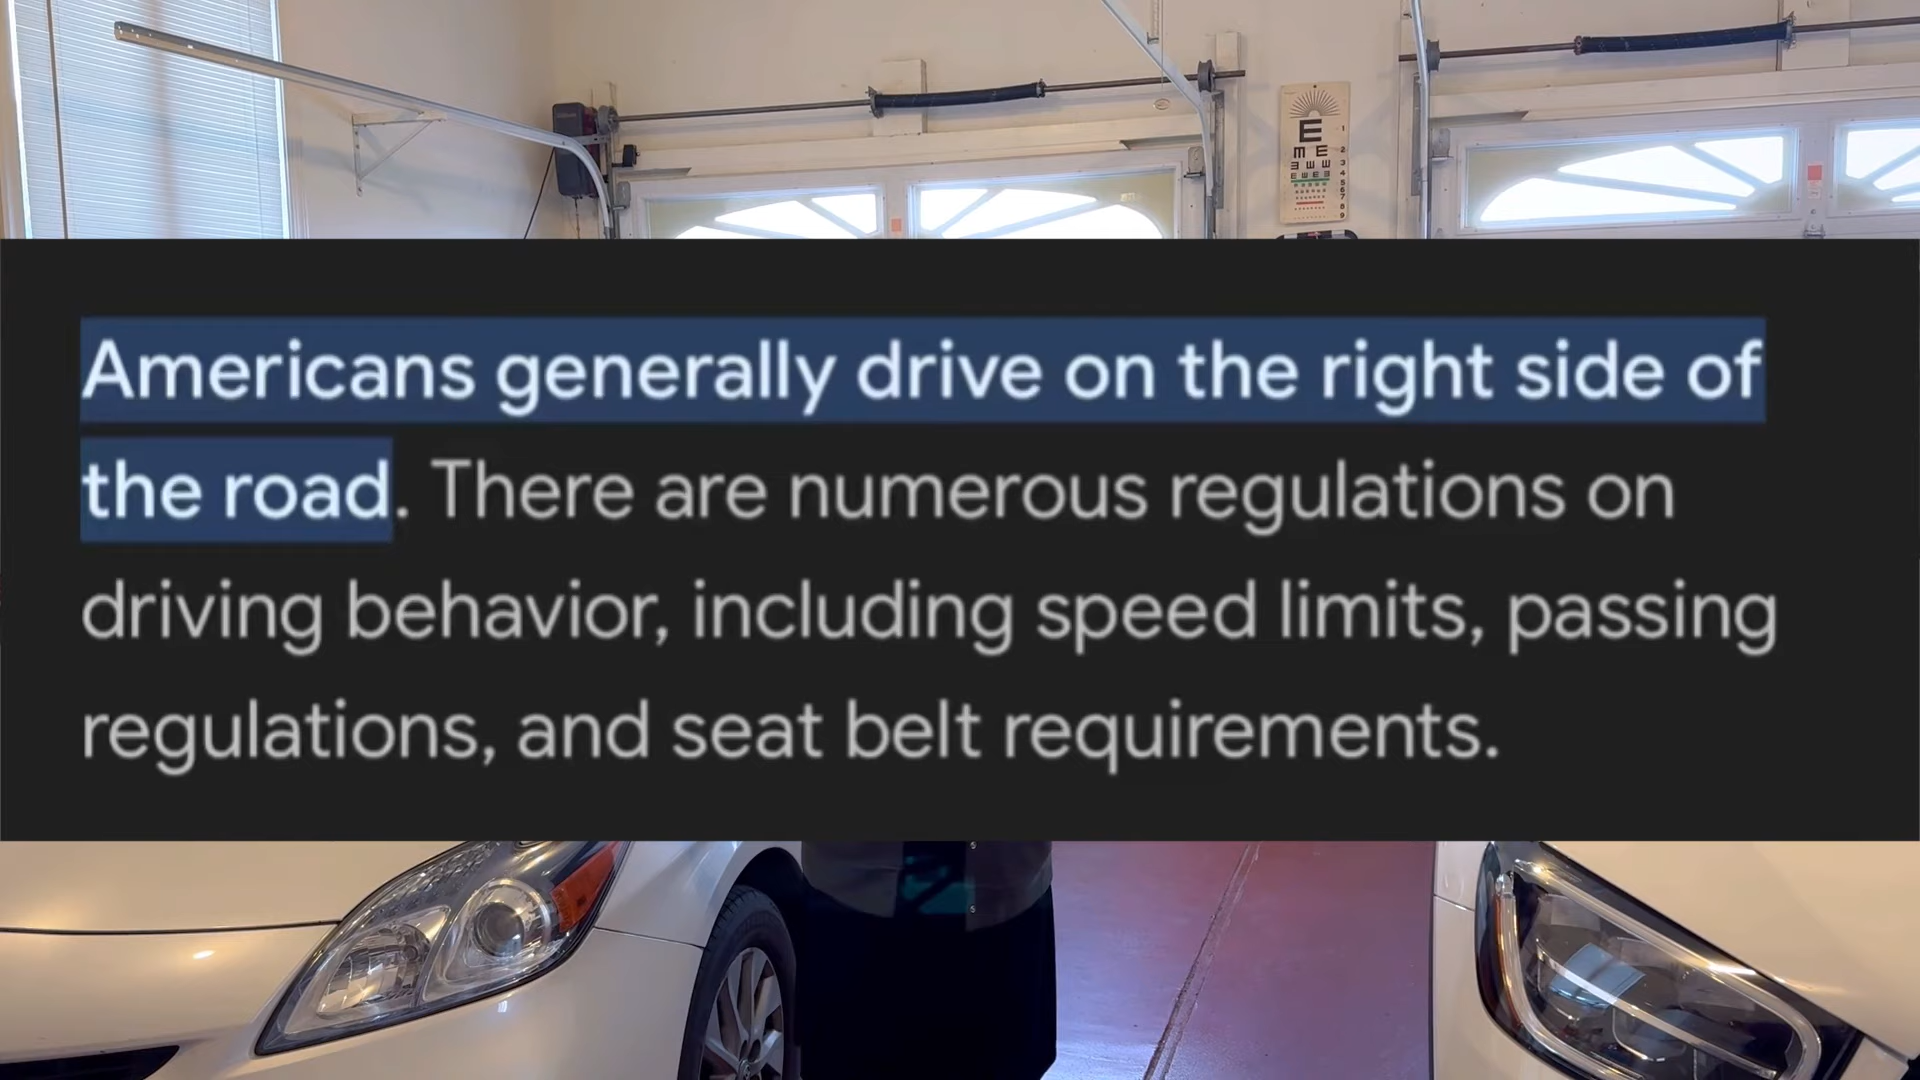 E
Americans generally drive on the right side of
the road. There are numerous regulations on
driving behavior, including speed limits, passing
regulations, and seat belt requirements.